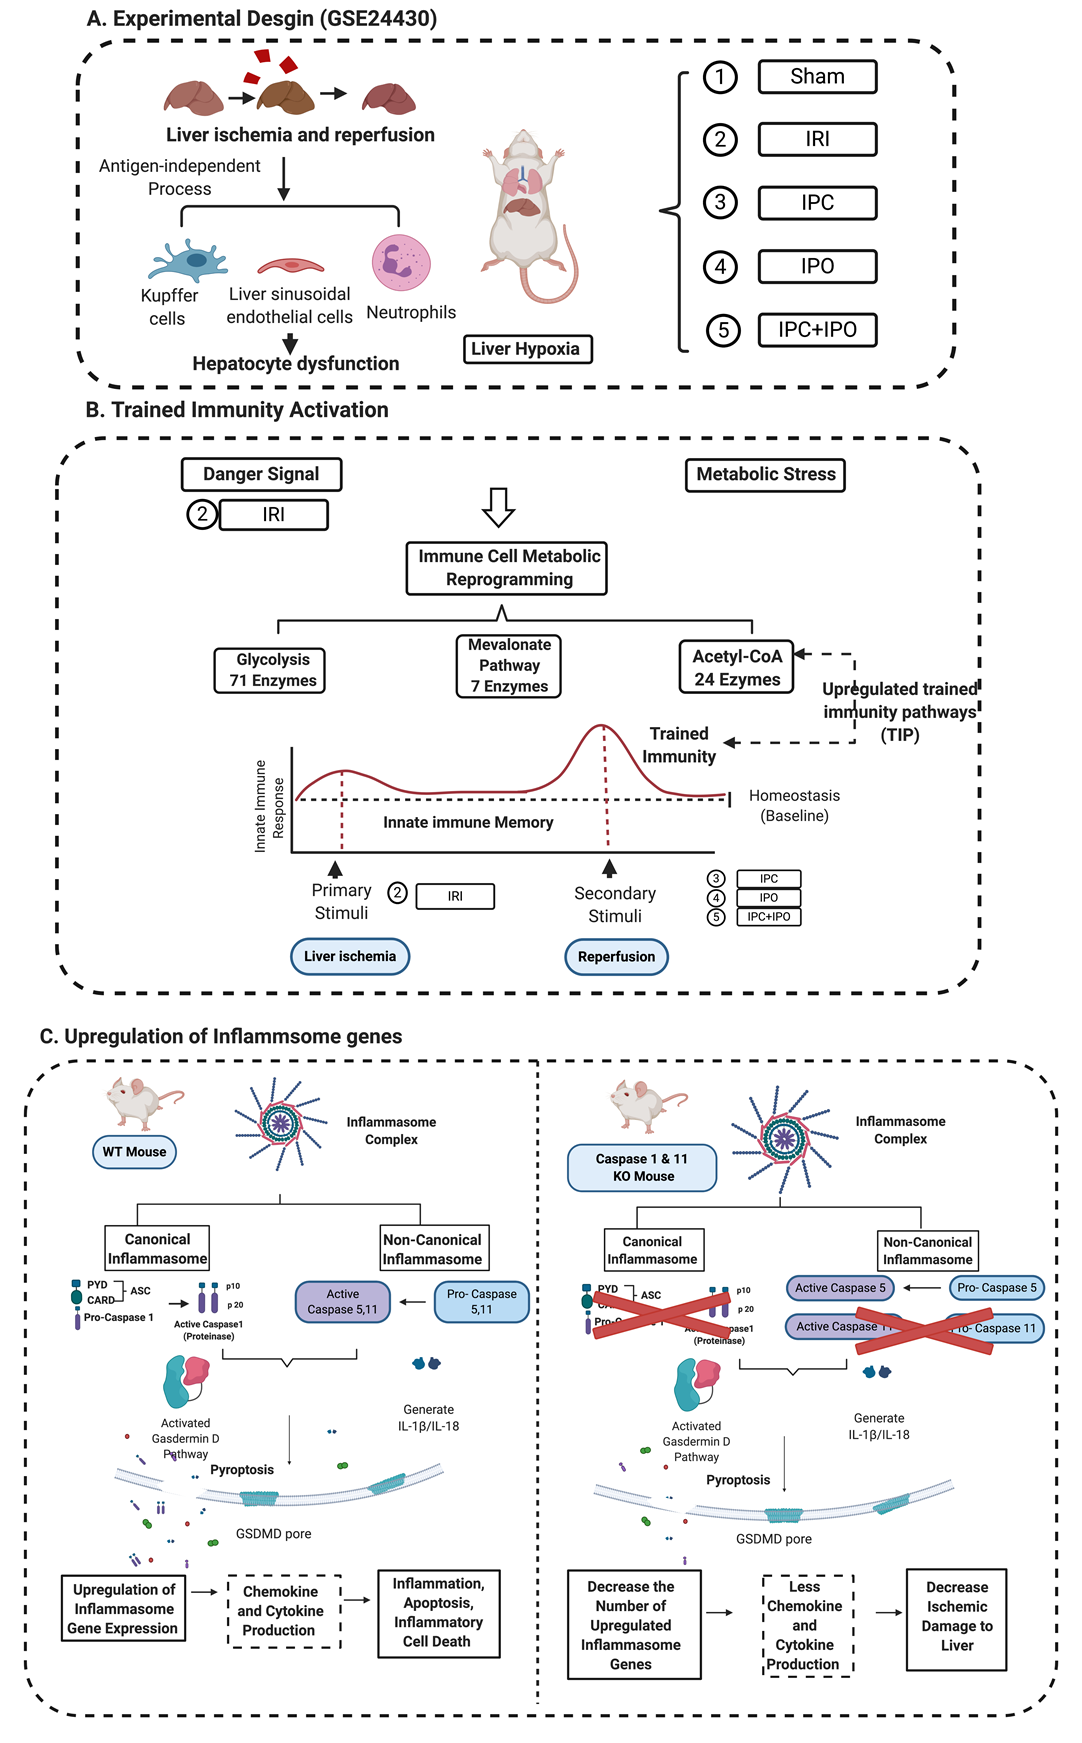 A. Experimental Desgin (GSE24430)
Liver ischemia and reperfusion
Antigen-independent
Process
Kupffer
cells
Liver sinusoidal
endothelial cells
Neutrophils
Hepatocyte dysfunction
Liver Hypoxia
1 Sham
2 IRI
3 IPC
4 IPO
5 IPC+IPO
B. Trained Immunity Activation
Danger Signal
2 IRI
Metabolic Stress
Immune Cell Metabolic
Reprogramming
Glycolysis
71 Enzymes
Mevalonate
Pathway
7 Enzymes
Acetyl-CoA
24 Ezymes
Upregulated trained
immunity pathways
(TIP)
Trained
Immunity
Innate Immune
Response
Innate immune Memory
Homeostasis
(Baseline)
Primary
Stimuli
2 IRI
Secondary
Stimuli
3 IPC
4 IPO
5 IPC+IPO
Liver ischemia
Reperfusion
C. Upregulation of Inflammsome genes
WT Mouse
Inflammasome
Complex
Canonical
Inflammasome
Non-Canonical
Inflammasome
PYD
CARD
ASC
Pro-Caspase 1
p10
p 20
Active Caspase1
(Proteinase)
Active
Caspase 5,11
Pro- Caspase
5,11
Activated
Gasdermin D
Pathway
Generate
IL-1β/IL-18
Pyroptosis
GSDMD pore
Upregulation of
Inflammasome
Gene Expression
Chemokine
and Cytokine
Production
Inflammation,
Apoptosis,
Inflammatory
Cell Death
Caspase 1 & 11
KO Mouse
Inflammasome
Complex
Canonical
Inflammasome
Non-Canonical
Inflammasome
PYD
ASC
p10
p 20
(Proteinase)
Active Caspase 5
Pro- Caspase 5
Active Caspase 11
Pro- Caspase 11
Activated
Gasdermin D
Pathway
Generate
IL-1β/IL-18
Pyroptosis
GSDMD pore
Decrease the
Number of
Upregulated
Inflammasome
Genes
Less
Chemokine
and
Cytokine
Production
Decrease
Ischemic
Damage to
Liver